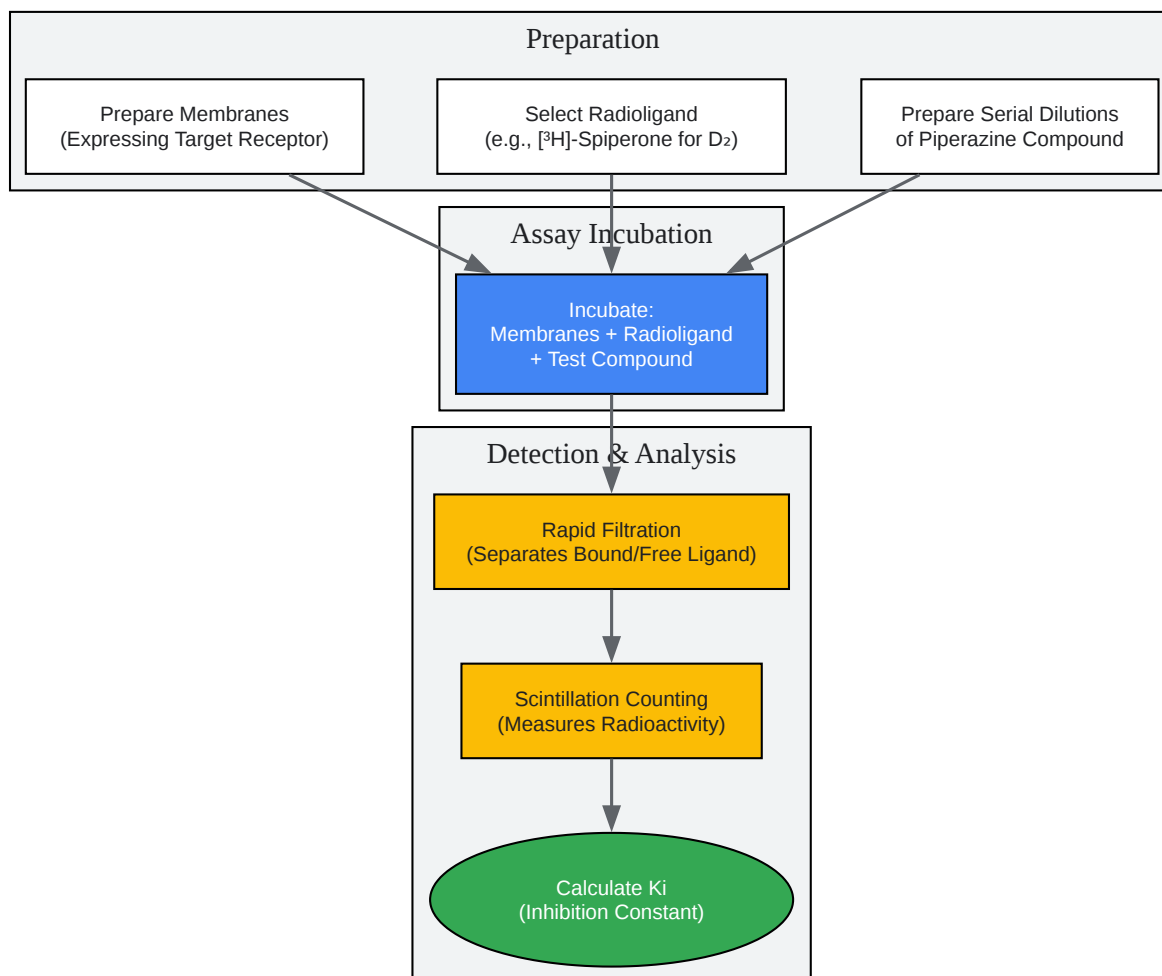 Preparation
Prepare Membranes
(Expressing Target Receptor)
Select Radioligand
(e.g., [³H]-Spiperone for D₂)
Prepare Serial Dilutions
of Piperazine Compound
Assay Incubation
Incubate:
Membranes + Radioligand
+ Test Compound
Detection & Analysis
Rapid Filtration
(Separates Bound/Free Ligand)
Scintillation Counting
(Measures Radioactivity)
Calculate Ki
(Inhibition Constant)